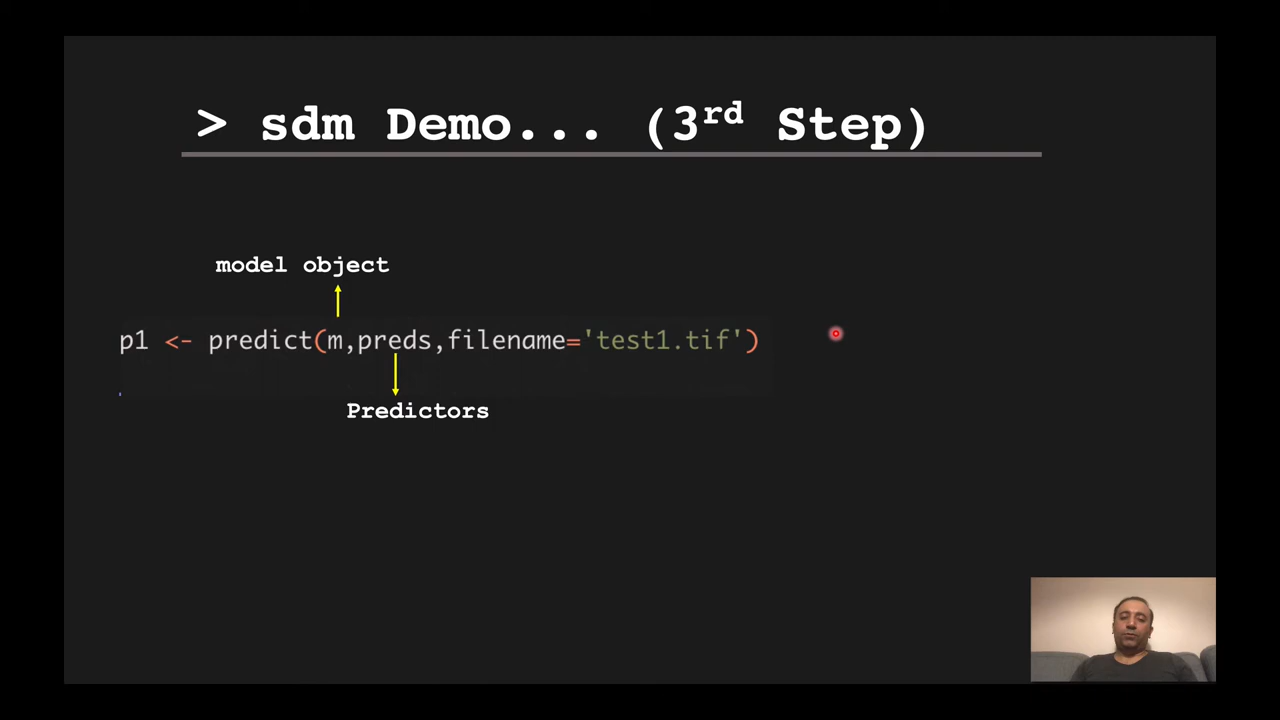 > sdm Demo... (3rd Step)
model object
p1 <- predict(m,preds,filename='test1.tif')
Predictors